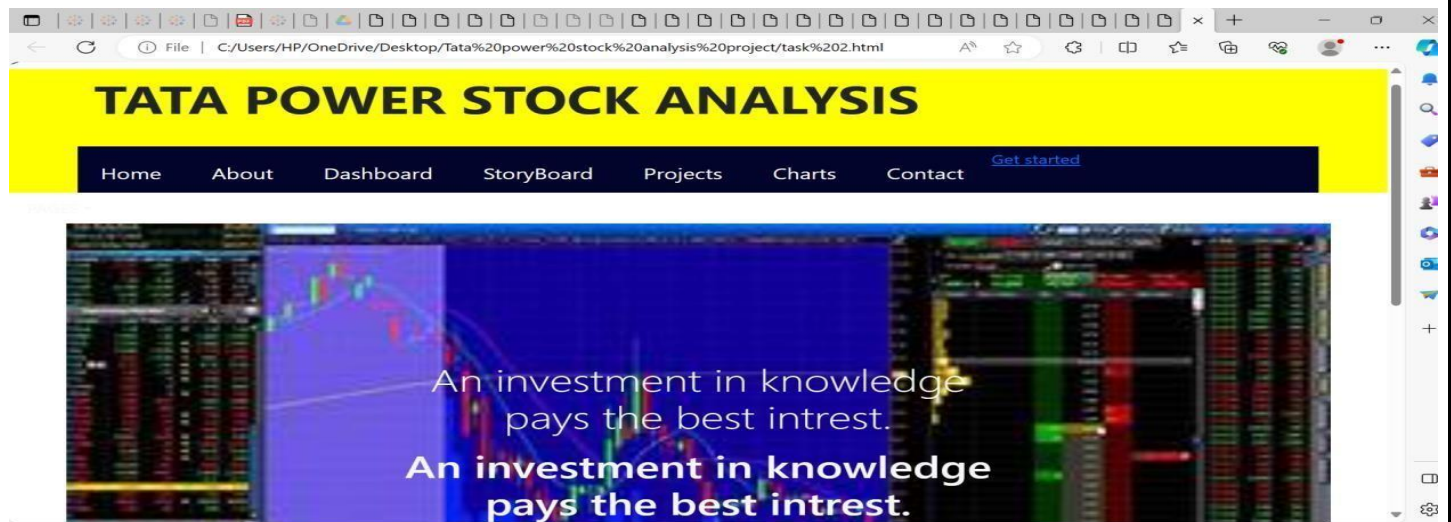 File | C:/Users/HP/OneDrive/Desktop/Tata%20power%20stock%20analysis%20project/task%202.html
TATA POWER STOCK ANALYSIS
Home About Dashboard StoryBoard Projects Charts Contact Get started
An investment in knowledge
pays the best intrest.
An investment in knowledge
pays the best intrest.